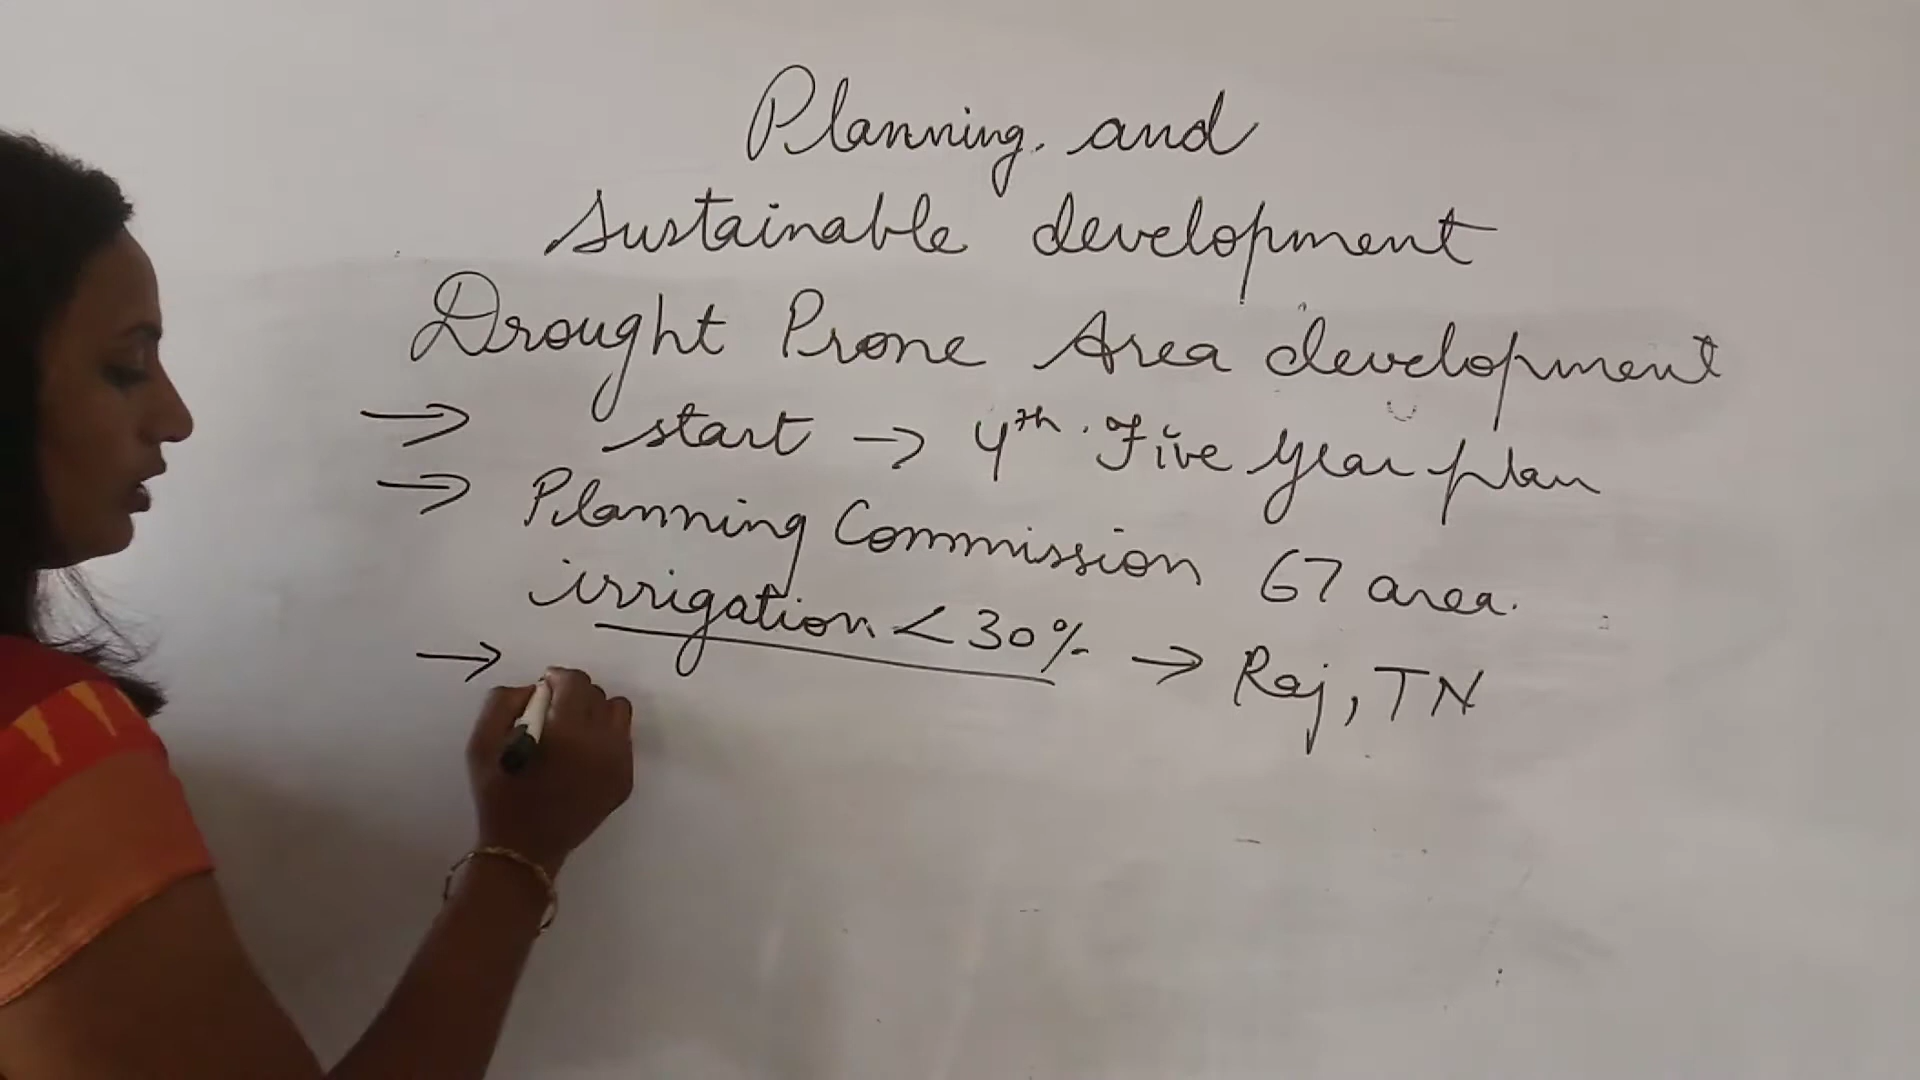 Planning and
Sustainable development
Drought Prone Area development
→ start → 4th Five year plan
→ Planning Commission 67 area.
irrigation < 30% → Raj, TN
→